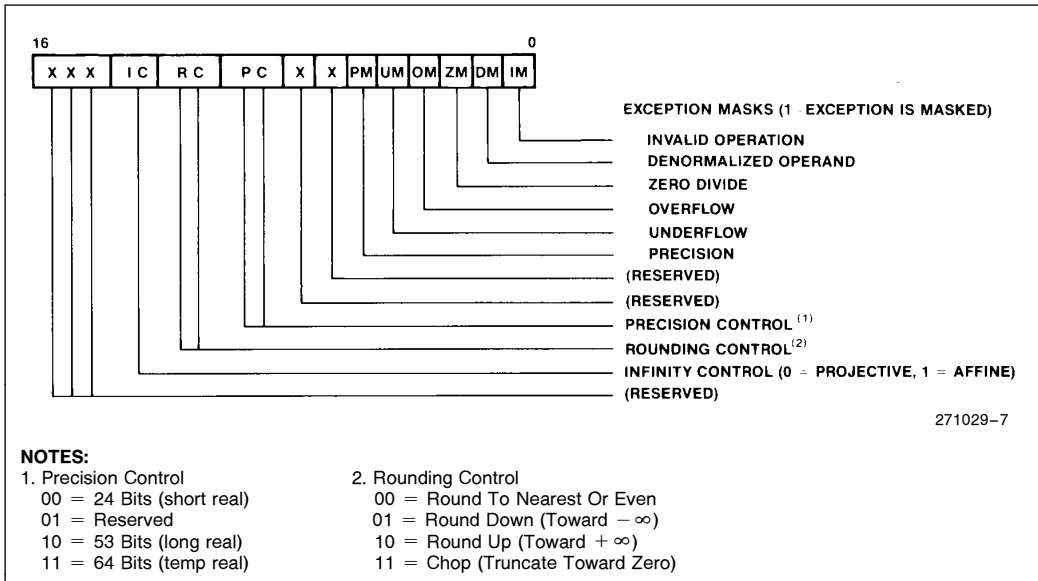 16 0
X X X I C R C P C X X PM UM OM ZM DM IM
EXCEPTION MASKS (1 EXCEPTION IS MASKED)
INVALID OPERATION
DENORMALIZED OPERAND
ZERO DIVIDE
OVERFLOW
UNDERFLOW
PRECISION
(RESERVED)
(RESERVED)
PRECISION CONTROL (1)
ROUNDING CONTROL (2)
INFINITY CONTROL (0 = PROJECTIVE, 1 = AFFINE)
(RESERVED)
271029–7
NOTES:
1. Precision Control
00 = 24 Bits (short real)
01 = Reserved
10 = 53 Bits (long real)
11 = 64 Bits (temp real)
2. Rounding Control
00 = Round To Nearest Or Even
01 = Round Down (Toward −∞)
10 = Round Up (Toward +∞)
11 = Chop (Truncate Toward Zero)